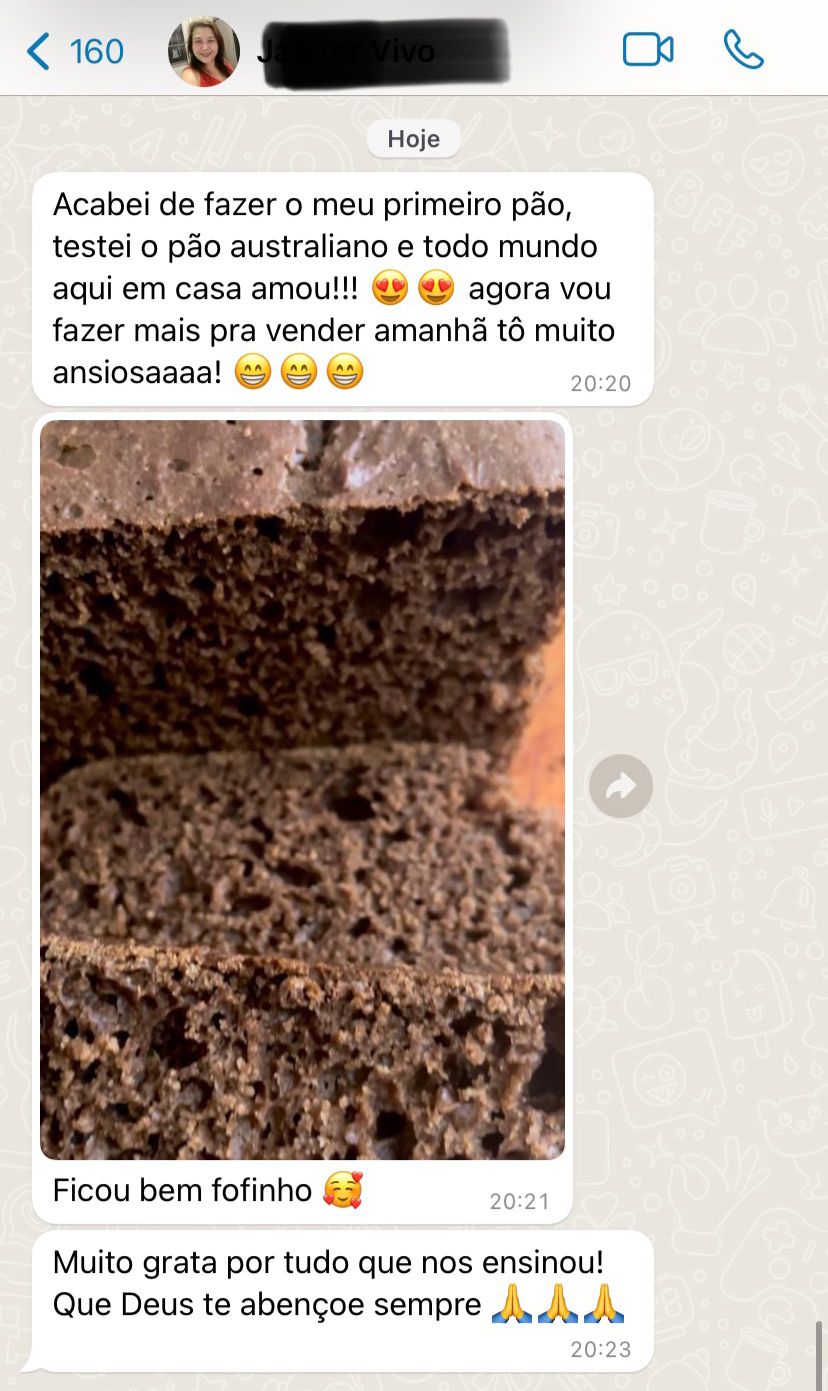 160
Vivo
Hoje
Acabei de fazer o meu primeiro pão,
testei o pão australiano e todo mundo
aqui em casa amou!!! 😍 😍 agora vou
fazer mais pra vender amanhã tô muito
ansiosaaaa! 😁 😁 😁
20:20
Ficou bem fofinho 🥰
20:21
Muito grata por tudo que nos ensinou!
Que Deus te abençoe sempre 🙏 🙏 🙏
20:23